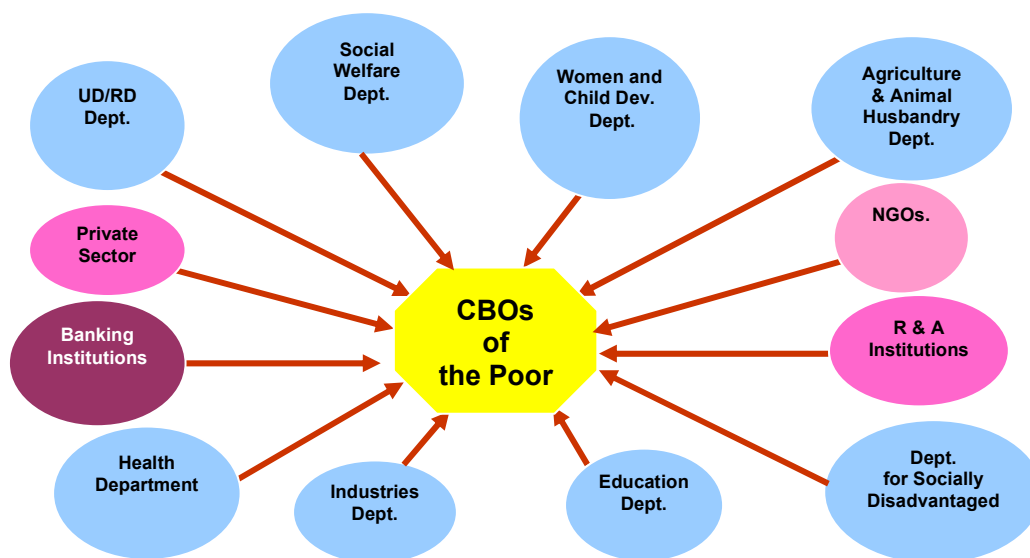 Social
Welfare
Dept.
UD/RD
Dept.
Women and
Child Dev.
Dept.
Agriculture
& Animal
Husbandry
Dept.
Private
Sector
NGOs.
CBOs
of
the Poor
Banking
Institutions
R & A
Institutions
Health
Department
Industries
Dept.
Education
Dept.
Dept.
for Socially
Disadvantaged